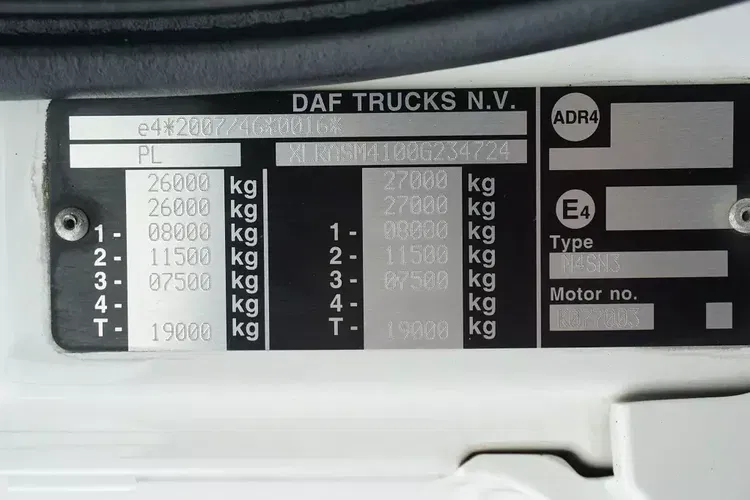 DAF TRUCKS N.V.
e4*2007/46*0016*
PL XLRASM4100G234724
26000 kg 27000 kg
26000 kg 27000 kg
1- 08000 kg 1- 08000 kg
2- 11500 kg 2- 11500 kg
3- 07500 kg 3- 07500 kg
4- kg 4- kg
T- 19000 kg T- 19000 kg
ADR4
E4
Type
M4SN3
Motor no.